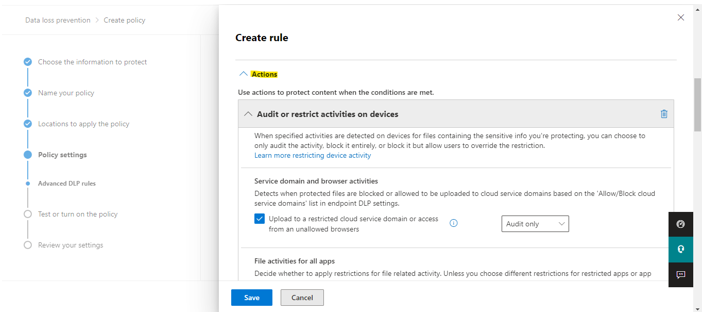 Data loss prevention > Create policy
Create rule
Choose the information to protect
Name your policy
Locations to apply the policy
Policy settings
Advanced DLP rules
Test or turn on the policy
Review your settings
Actions
Use actions to protect content when the conditions are met.
Audit or restrict activities on devices
When specified activities are detected on devices for files containing the sensitive info you're protecting, you can choose to
only audit the activity, block it entirely, or block it but allow users to override the restriction.
Learn more restricting device activity
Service domain and browser activities
Detects when protected files are blocked or allowed to be uploaded to cloud service domains based on the 'Allow/Block cloud
service domains' list in endpoint DLP settings.
Upload to a restricted cloud service domain or access
from an unallowed browsers
Audit only
File activities for all apps
Decide whether to apply restrictions for file related activity. Unless you choose different restrictions for restricted apps or app
Save
Cancel